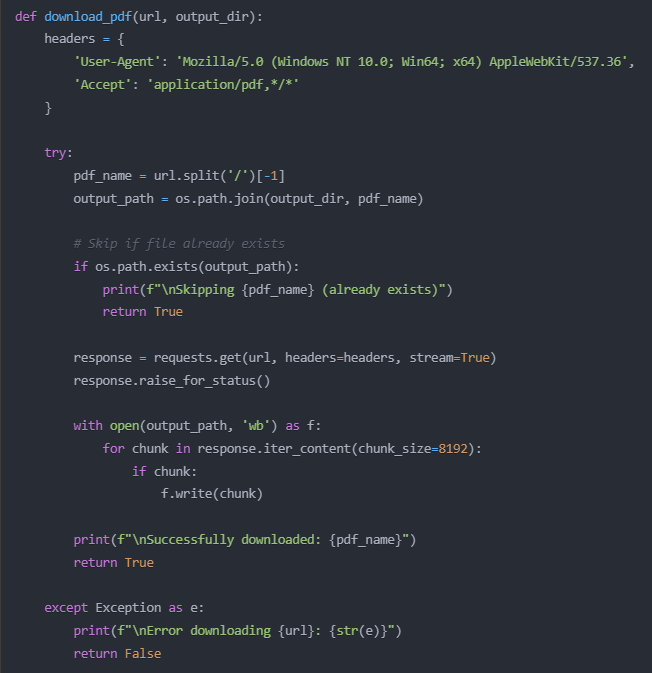 def download_pdf(url, output_dir):
    headers = {
        'User-Agent': 'Mozilla/5.0 (Windows NT 10.0; Win64; x64) AppleWebKit/537.36',
        'Accept': 'application/pdf,*/*'
    }

    try:
        pdf_name = url.split('/')[-1]
        output_path = os.path.join(output_dir, pdf_name)

        # Skip if file already exists
        if os.path.exists(output_path):
            print(f"\nSkipping {pdf_name} (already exists)")
            return True

        response = requests.get(url, headers=headers, stream=True)
        response.raise_for_status()

        with open(output_path, 'wb') as f:
            for chunk in response.iter_content(chunk_size=8192):
                if chunk:
                    f.write(chunk)

        print(f"\nSuccessfully downloaded: {pdf_name}")
        return True

    except Exception as e:
        print(f"\nError downloading {url}: {str(e)}")
        return False